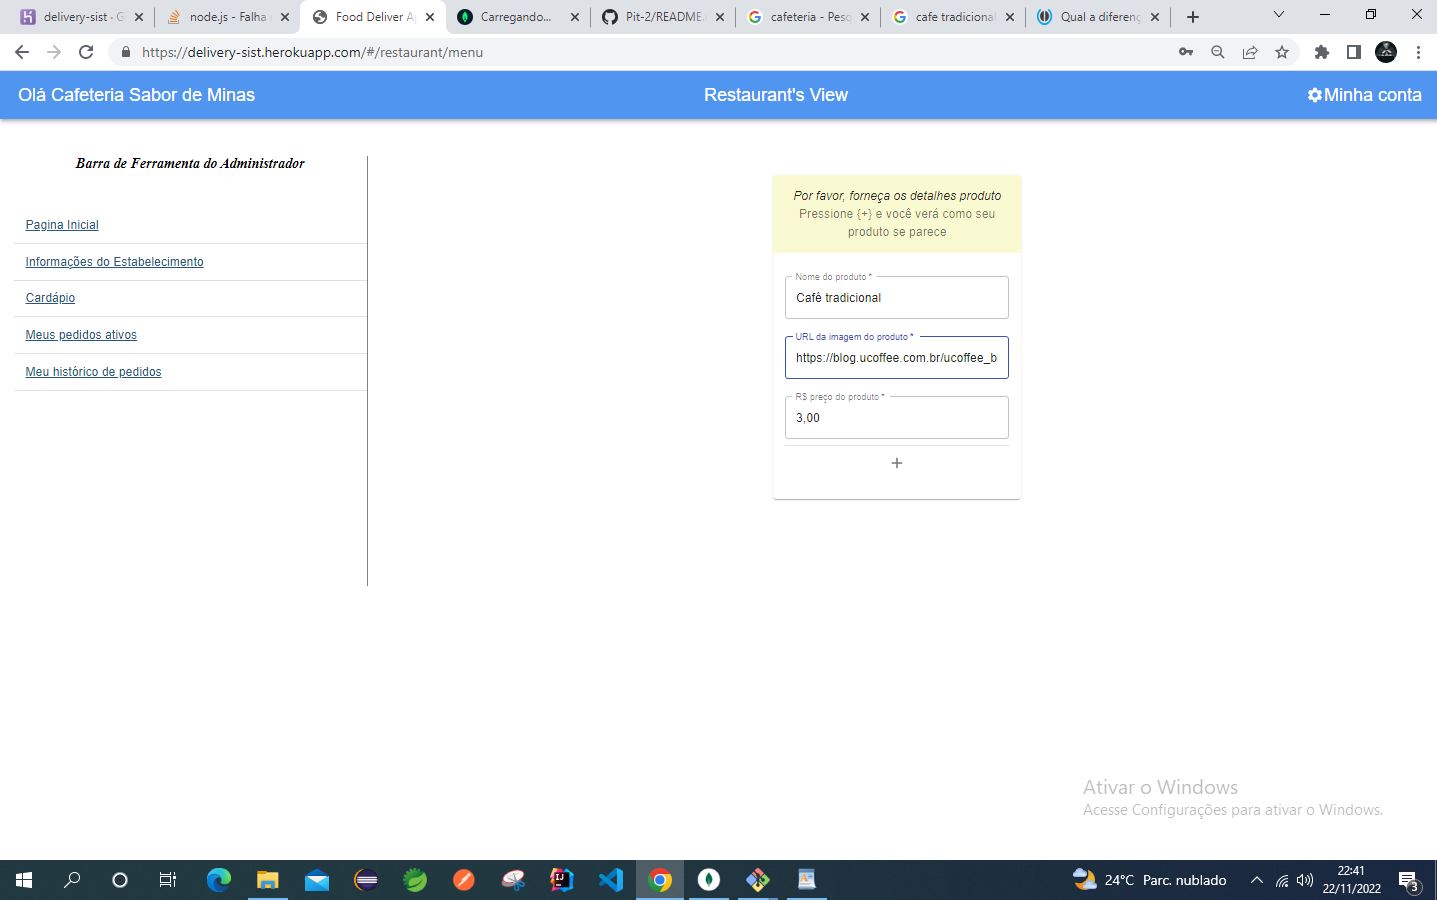 delivery-sist · G
node.js - Falha
Food Deliver A
Carregando...
Pit-2/README.
cafeteria - Pesq
cafe tradicional
Qual a diferenç
https://delivery-sist.herokuapp.com/#/restaurant/menu
Olá Cafeteria Sabor de Minas
Restaurant's View
Minha conta
Barra de Ferramenta do Administrador
Pagina Inicial
Informações do Estabelecimento
Cardápio
Meus pedidos ativos
Meu histórico de pedidos
Por favor, forneça os detalhes produto
Pressione {+} e você verá como seu
produto se parece
Nome do produto *
Café tradicional
URL da imagem do produto *
https://blog.ucoffee.com.br/ucoffee_b
R$ preço do produto *
3,00
+
Ativar o Windows
Acesse Configurações para ativar o Windows.
24°C Parc. nublado
22:41
22/11/2022
3